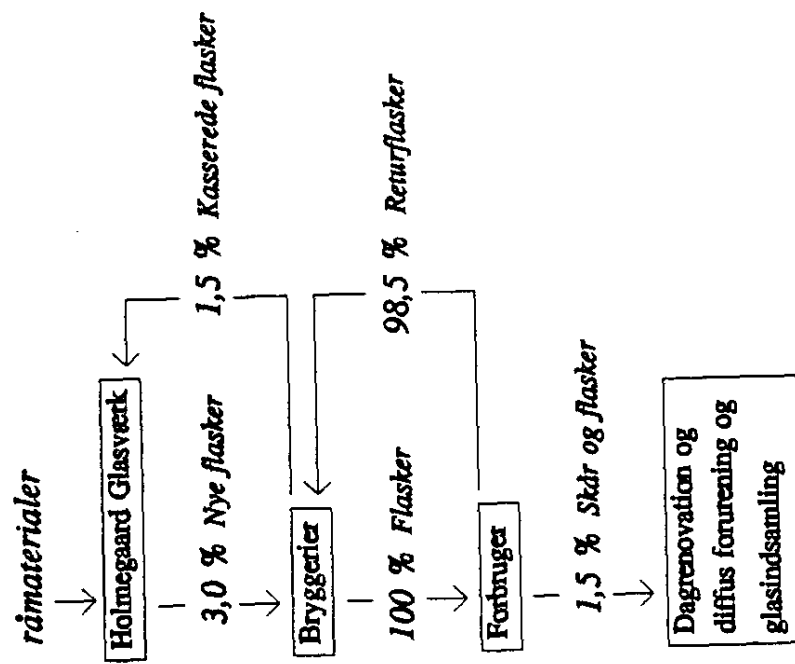 råmaterialer
Holmegaard Glasværk
3,0 % Nye flasker
1,5 % Kasserede flasker
Bryggerier
100 % Flasker
98,5 % Returflasker
Forbruger
1,5 % Skår og flasker
Dagrenovation og
diffus forurening og
glasindsamling